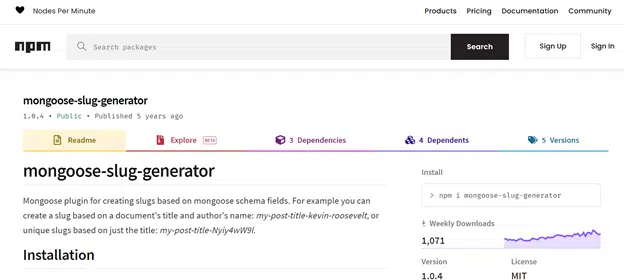 Nodes Per Minute
Products Pricing Documentation Community
npm Search packages Search Sign Up Sign In
mongoose-slug-generator
1.0.4 • Public • Published 5 years ago
Readme Explore BETA 3 Dependencies 4 Dependents 5 Versions
mongoose-slug-generator
Mongoose plugin for creating slugs based on mongoose schema fields. For example you can
create a slug based on a document's title and author's name: my-post-title-kevin-roosevelt, or
unique slugs based on just the title: my-post-title-Nyiy4wW9l.
Installation
Install
> npm i mongoose-slug-generator
Weekly Downloads
1,071
Version License
1.0.4 MIT